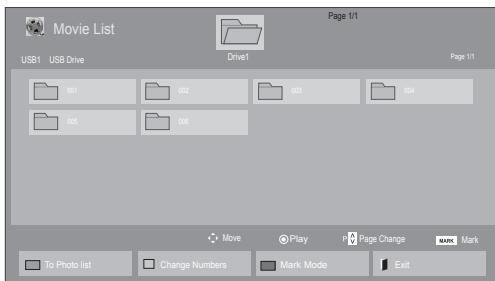 Page 1/1
Movie List
Drive1
USB1 USB Drive
Page 1/1
001 002 003 004
005 006
Move Play P Page Change MARK Mark
To Photo list Change Numbers Mark Mode Exit